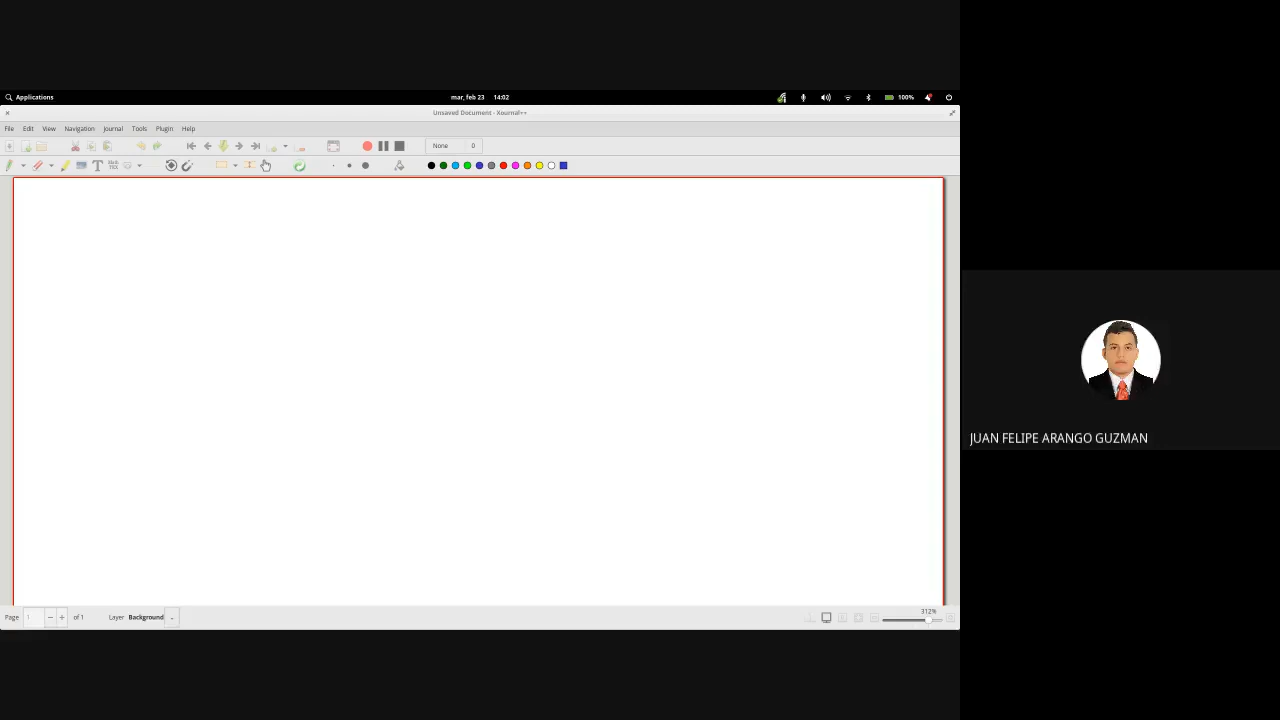 Applications
mar, feb 23 14:02
100%
Unsaved Document - Xournal++
File Edit View Navigation Journal Tools Plugin Help
None 0
T
JUAN FELIPE ARANGO GUZMAN
Page 1 of 1 Layer Background
312%